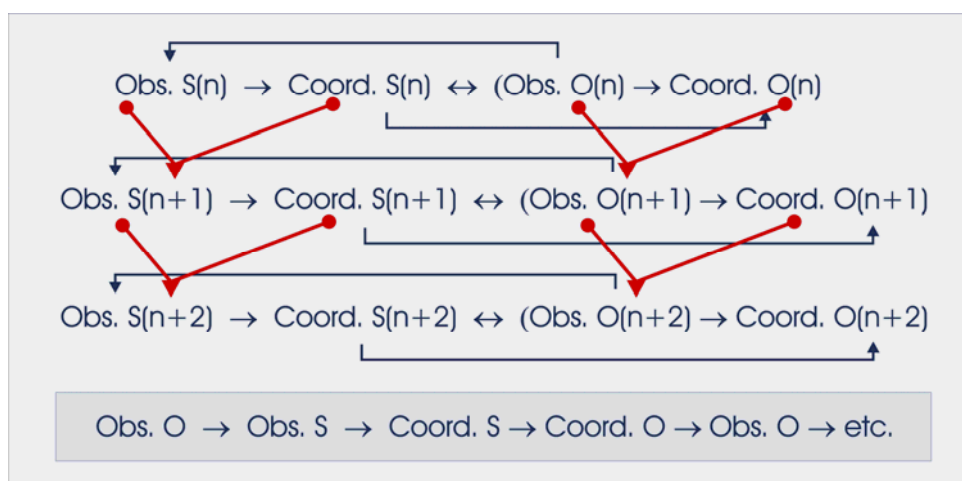 Obs. S(n) → Coord. S(n) ↔ (Obs. O(n) → Coord. O(n)
Obs. S(n+1) → Coord. S(n+1) ↔ (Obs. O(n+1) → Coord. O(n+1)
Obs. S(n+2) → Coord. S(n+2) ↔ (Obs. O(n+2) → Coord. O(n+2)
Obs. O → Obs. S → Coord. S → Coord. O → Obs. O → etc.